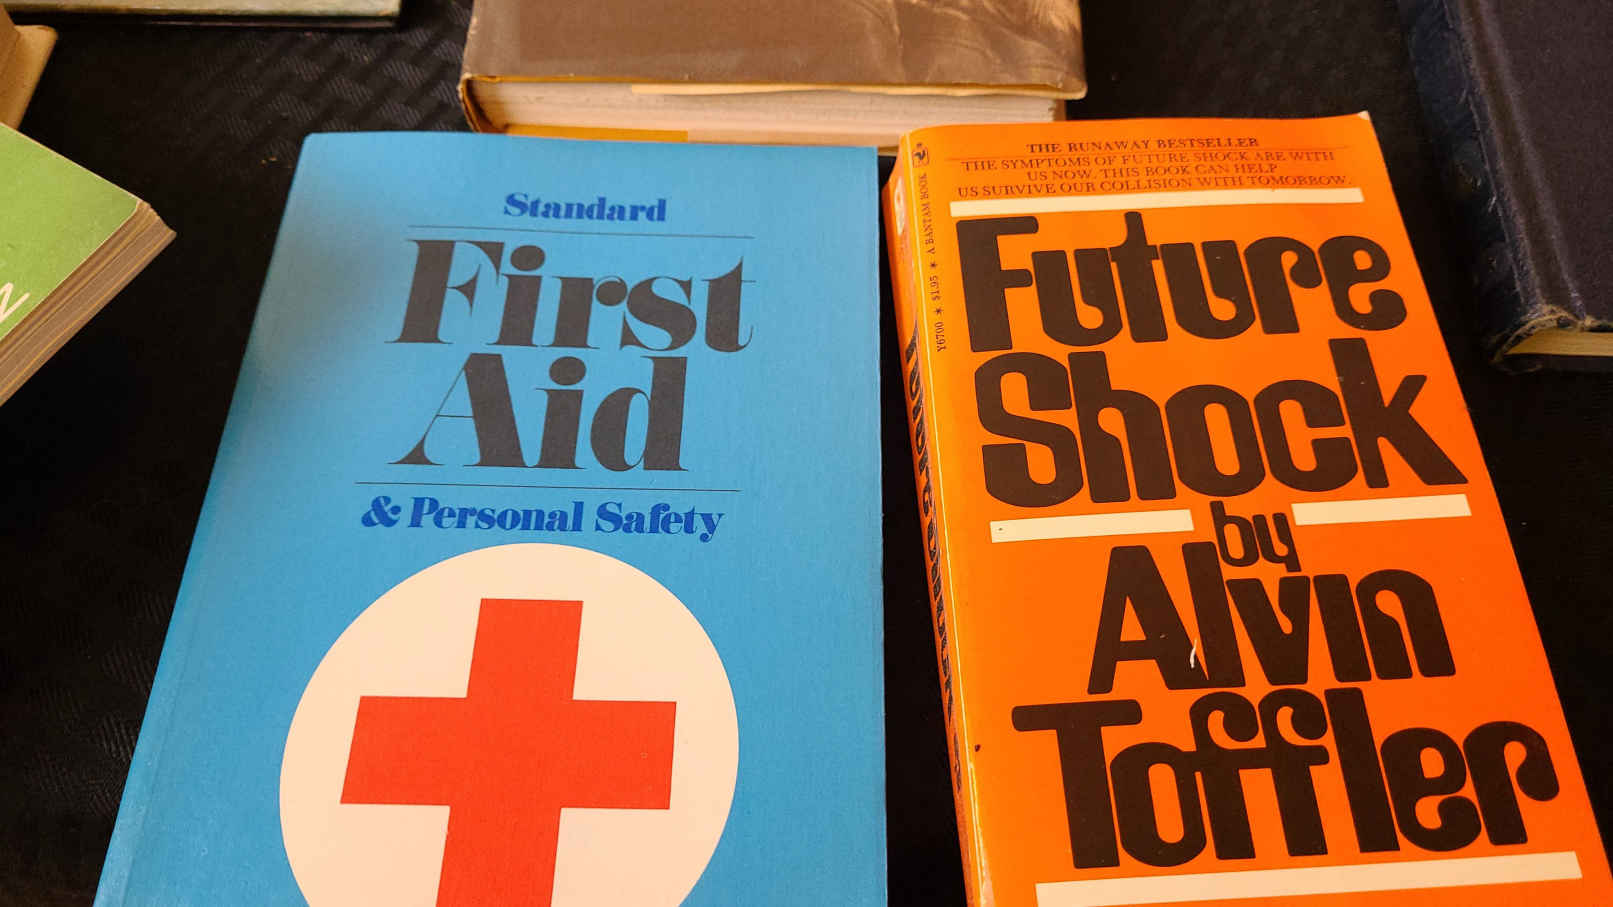 Standard
First
Aid
& Personal Safety
THE RUNAWAY BESTSELLER
THE SYMPTOMS OF FUTURE SHOCK ARE WITH
US NOW. THIS BOOK CAN HELP
US SURVIVE OUR COLLISION WITH TOMORROW.
Future
Shock
by
Alvin
Toffler
Y6700 * $1.95 * A BANTAM BOOK